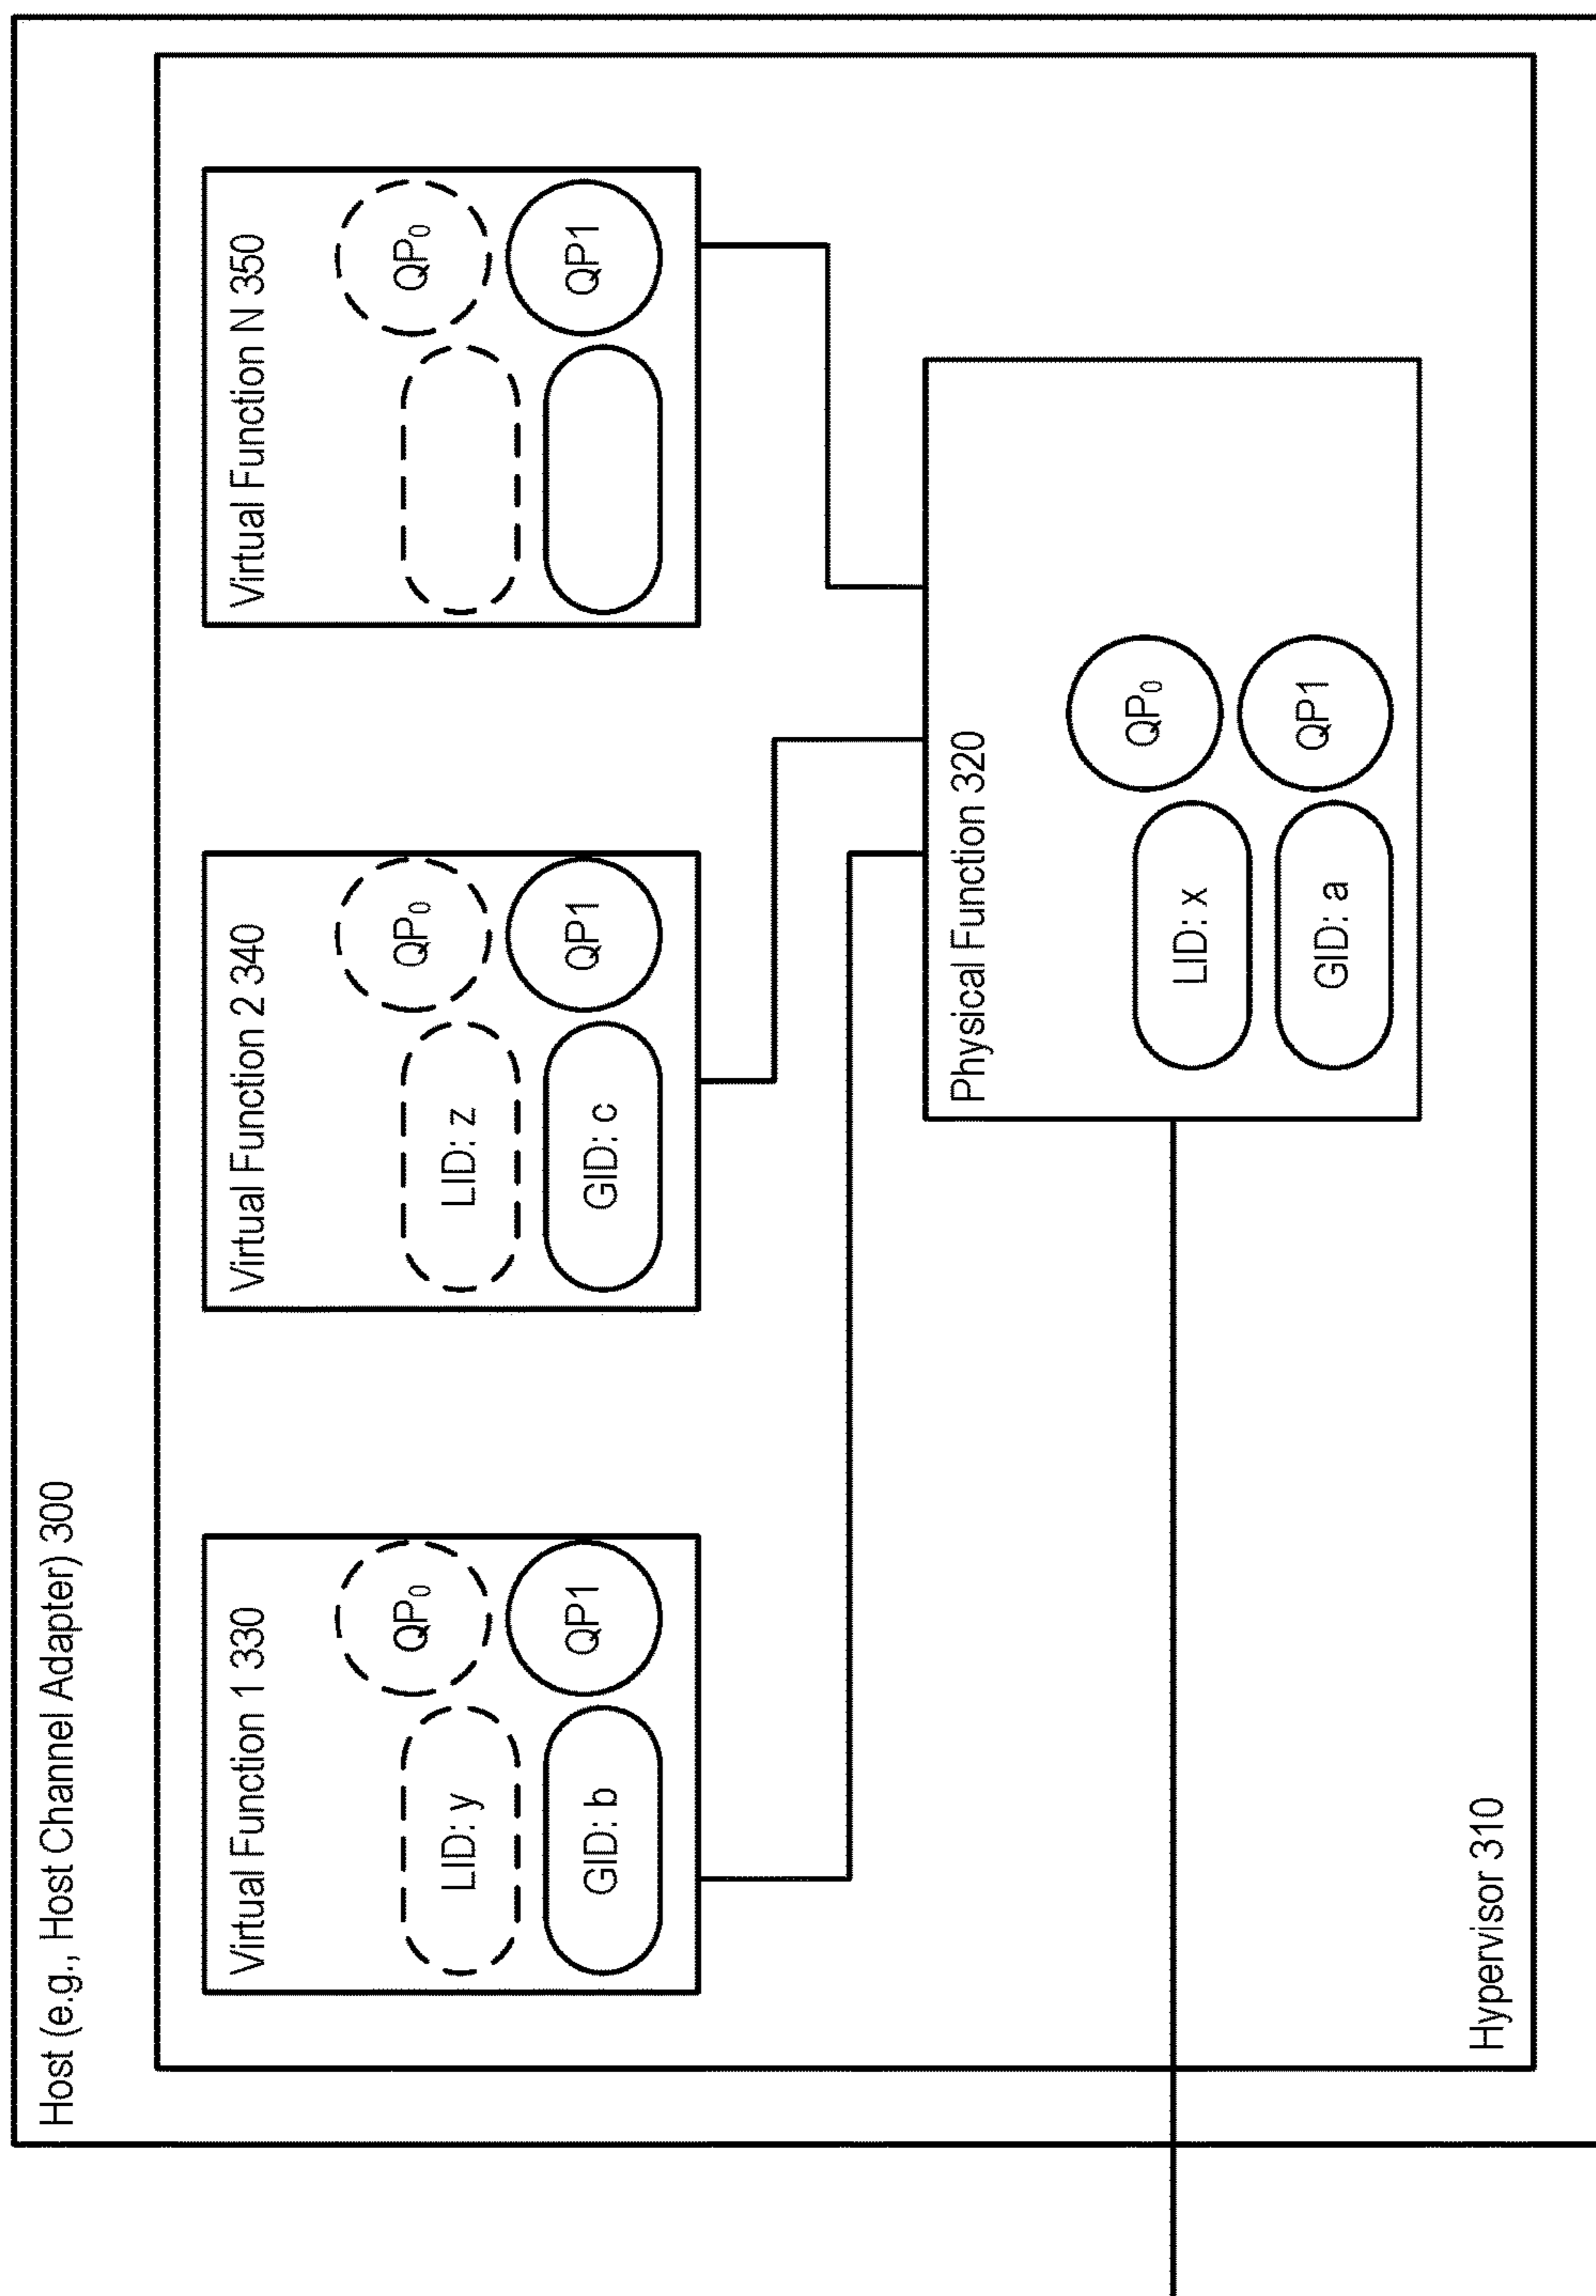 Host (e.g., Host Channel Adapter) 300
Virtual Function 1 330
QP₀
LID: y
QP1
GID: b
Virtual Function 2 340
QP₀
LID: z
QP1
GID: c
Virtual Function N 350
QP₀
QP1
Physical Function 320
QP₀
LID: x
QP1
GID: a
Hypervisor 310